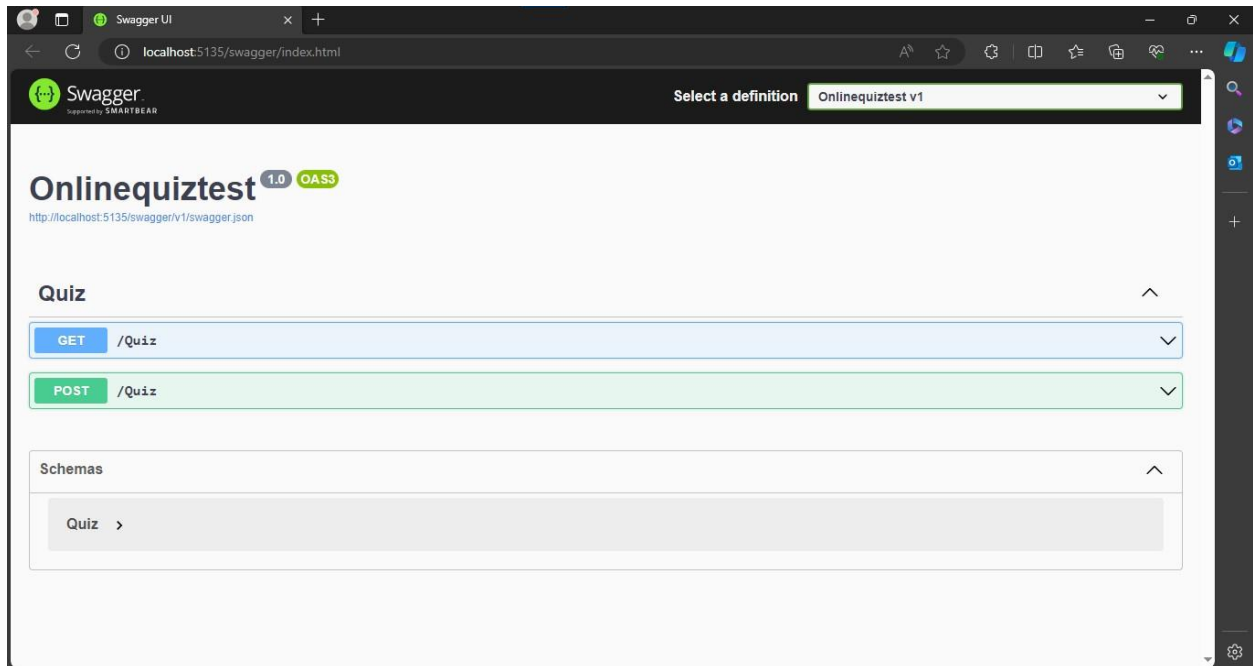 Swagger UI
localhost:5135/swagger/index.html
Swagger.
Supported by SMARTBEAR
Select a definition
Onlinequiztest v1
Onlinequiztest 1.0 OAS3
http://localhost:5135/swagger/v1/swagger.json
Quiz
GET /Quiz
POST /Quiz
Schemas
Quiz